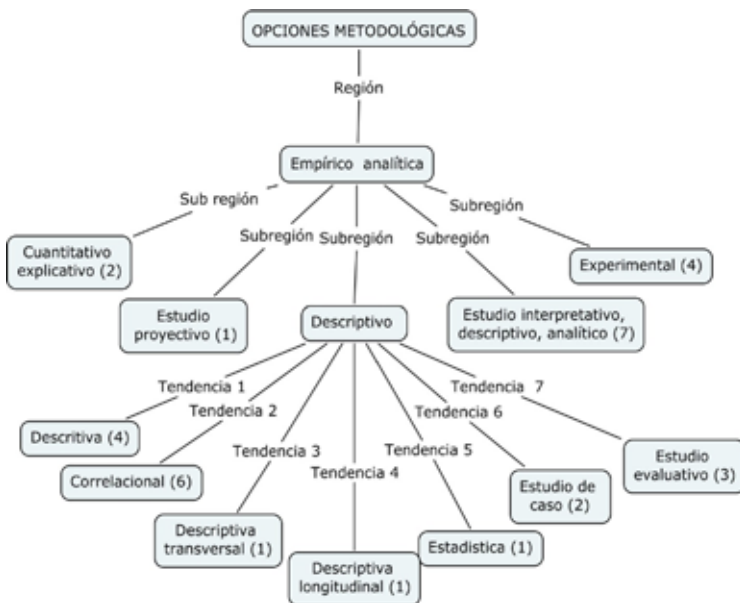 OPCIONES METODOLÓGICAS
Región
Empírico analítica
Sub región
Subregión
Subregión
Subregión
Subregión
Cuantitativo
explicativo (2)
Estudio
proyectivo (1)
Descriptivo
Estudio interpretativo,
descriptivo, analítico (7)
Experimental (4)
Tendencia 1
Tendencia 2
Tendencia 3
Tendencia 4
Tendencia 5
Tendencia 6
Tendencia 7
Descritiva (4)
Correlacional (6)
Descriptiva
transversal (1)
Descriptiva
longitudinal (1)
Estadistica (1)
Estudio de
caso (2)
Estudio
evaluativo (3)